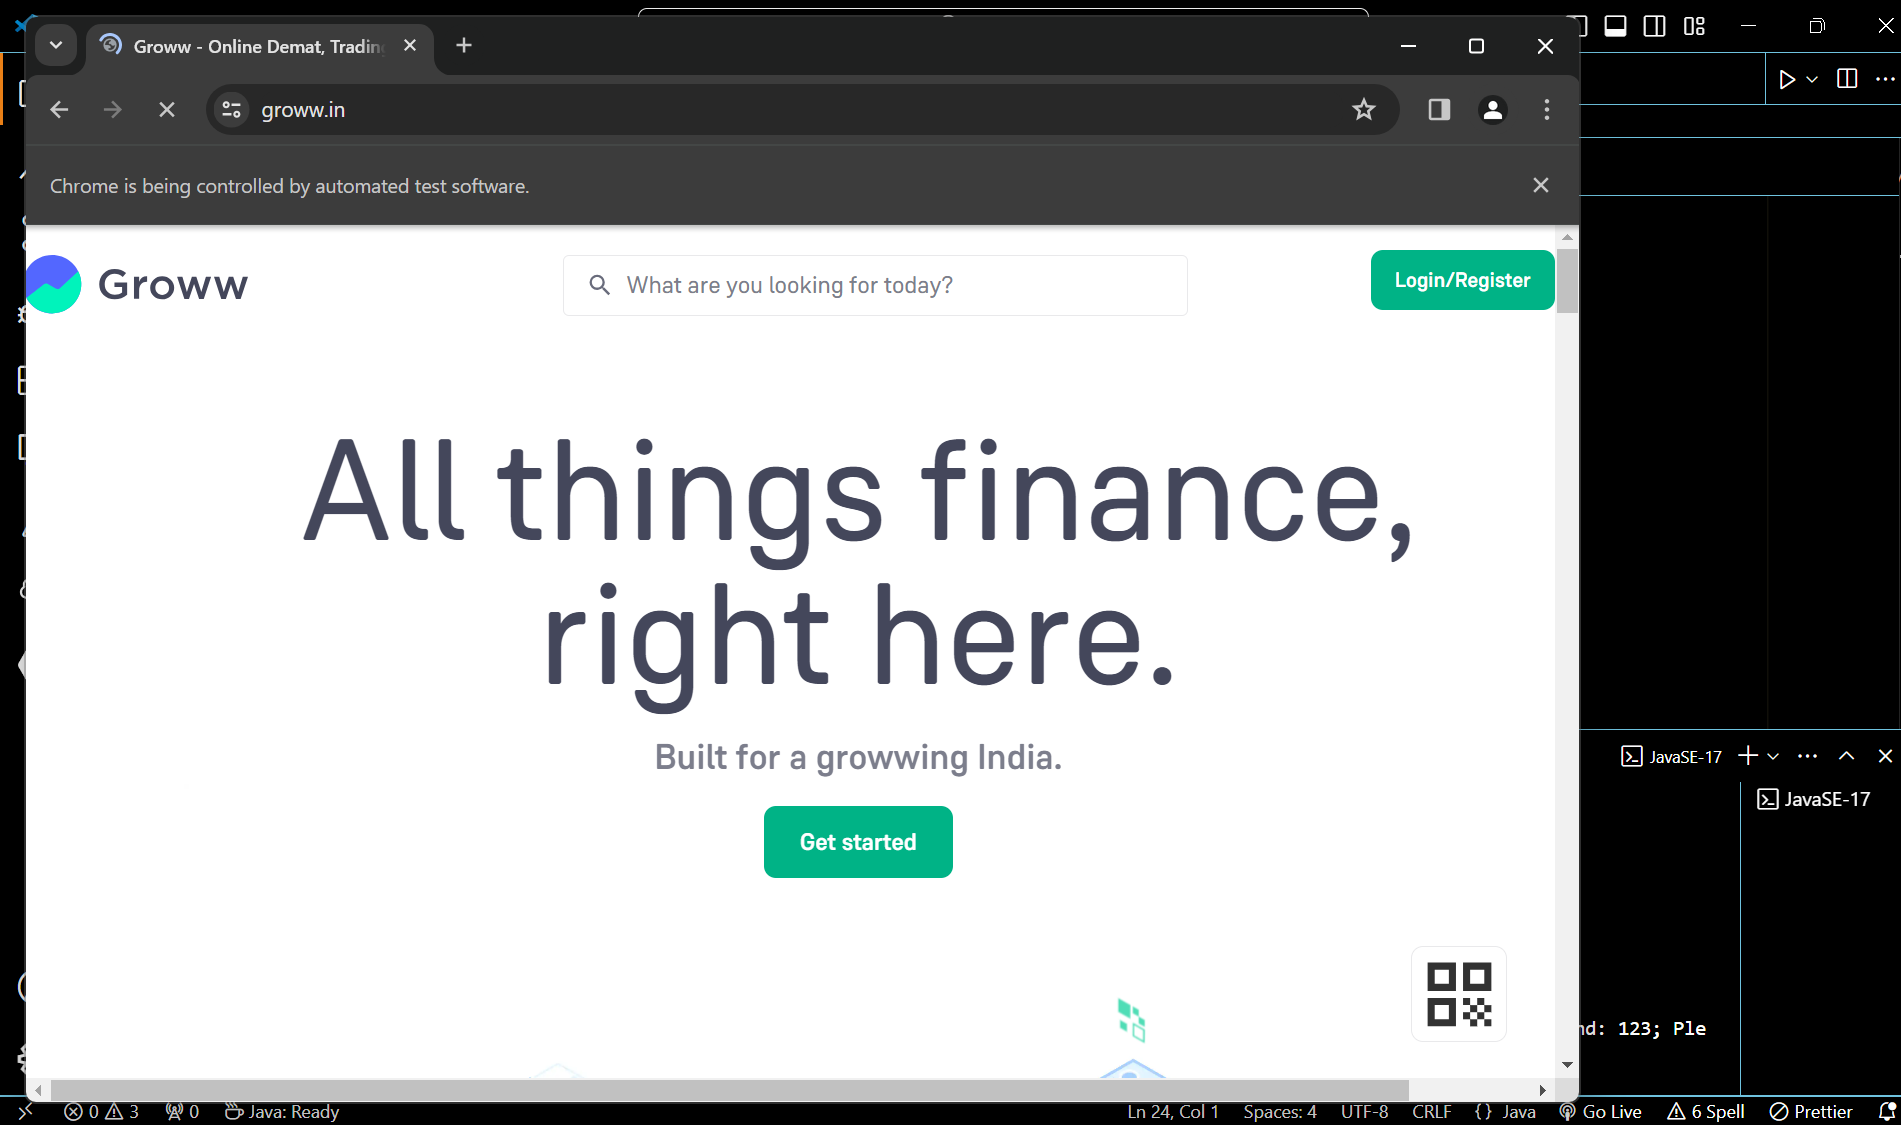 Groww - Online Demat, Trading
groww.in
Chrome is being controlled by automated test software.
Groww
What are you looking for today?
Login/Register
All things finance,
right here.
Built for a growwing India.
Get started
JavaSE-17
JavaSE-17
nd: 123; Ple
0 3 0 Java: Ready Ln 24, Col 1 Spaces: 4 UTF-8 CRLF {} Java Go Live 6 Spell Prettier